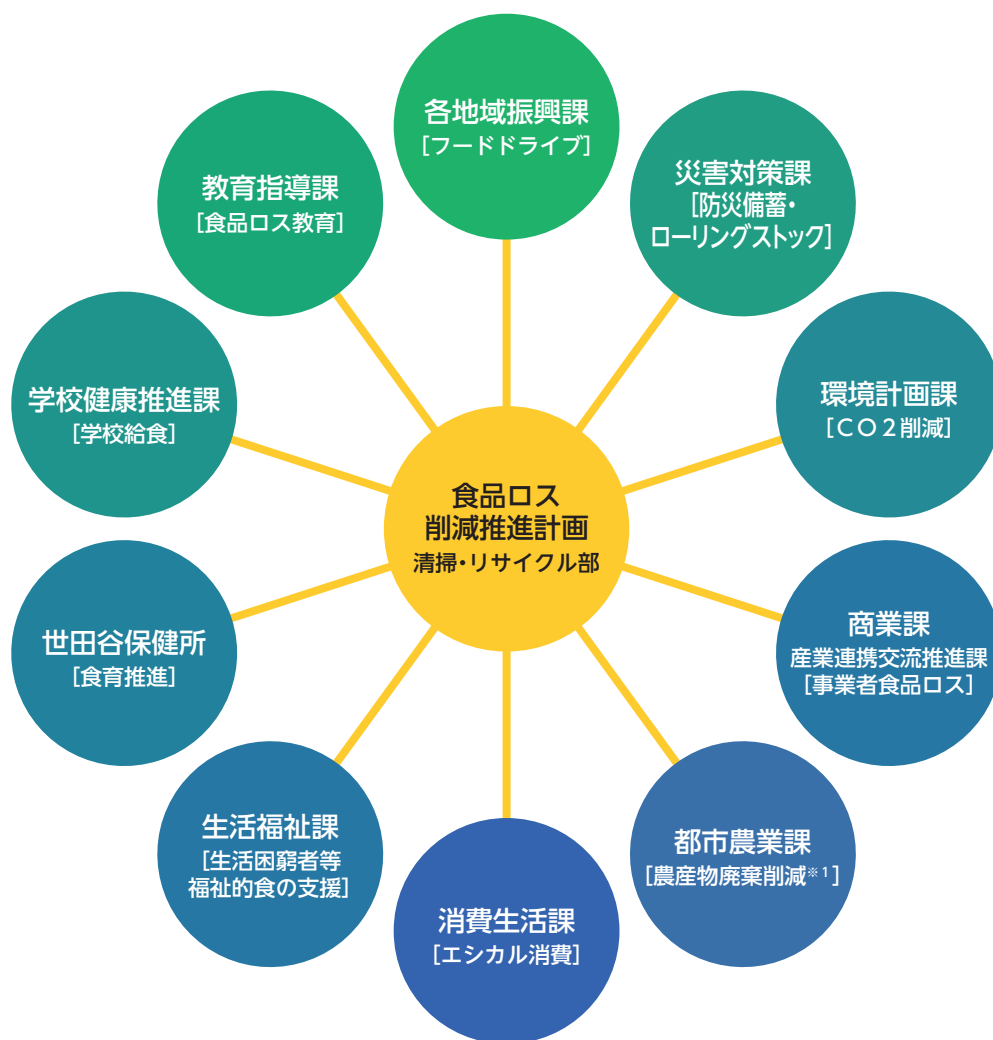 各地域振興課
[フードドライブ]
災害対策課
[防災備蓄・
ローリングストック]
環境計画課
[CO2削減]
商業課
産業連携交流推進課
[事業者食品ロス]
都市農業課
[農産物廃棄削減※1]
消費生活課
[エシカル消費]
生活福祉課
[生活困窮者等
福祉的食の支援]
世田谷保健所
[食育推進]
学校健康推進課
[学校給食]
教育指導課
[食品ロス教育]
食品ロス
削減推進計画
清掃・リサイクル部